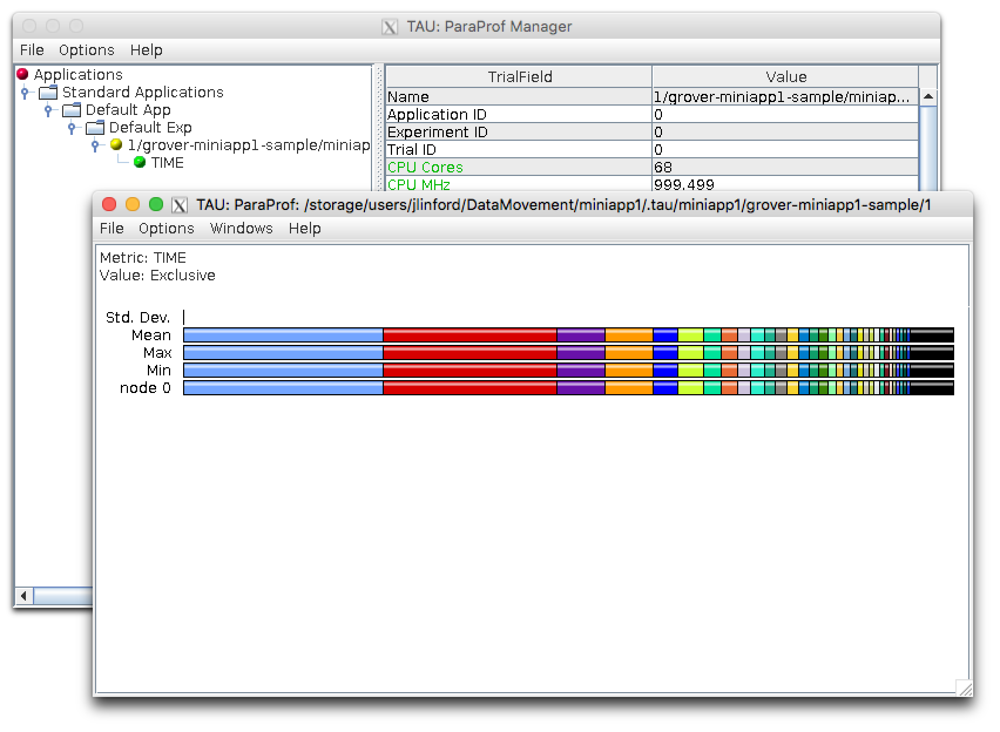 TAU: ParaProf Manager
File Options Help
Applications
Standard Applications
Default App
Default Exp
1/grover-miniapp1-sample/miniap
TIME
TrialField Value
Name 1/grover-miniapp1-sample/miniap...
Application ID 0
Experiment ID 0
Trial ID 0
CPU Cores 68
CPU MHz 999.499
TAU: ParaProf: /storage/users/jlinford/DataMovement/miniapp1/.tau/miniapp1/grover-miniapp1-sample/1
File Options Windows Help
Metric: TIME
Value: Exclusive
Std. Dev.
Mean
Max
Min
node 0